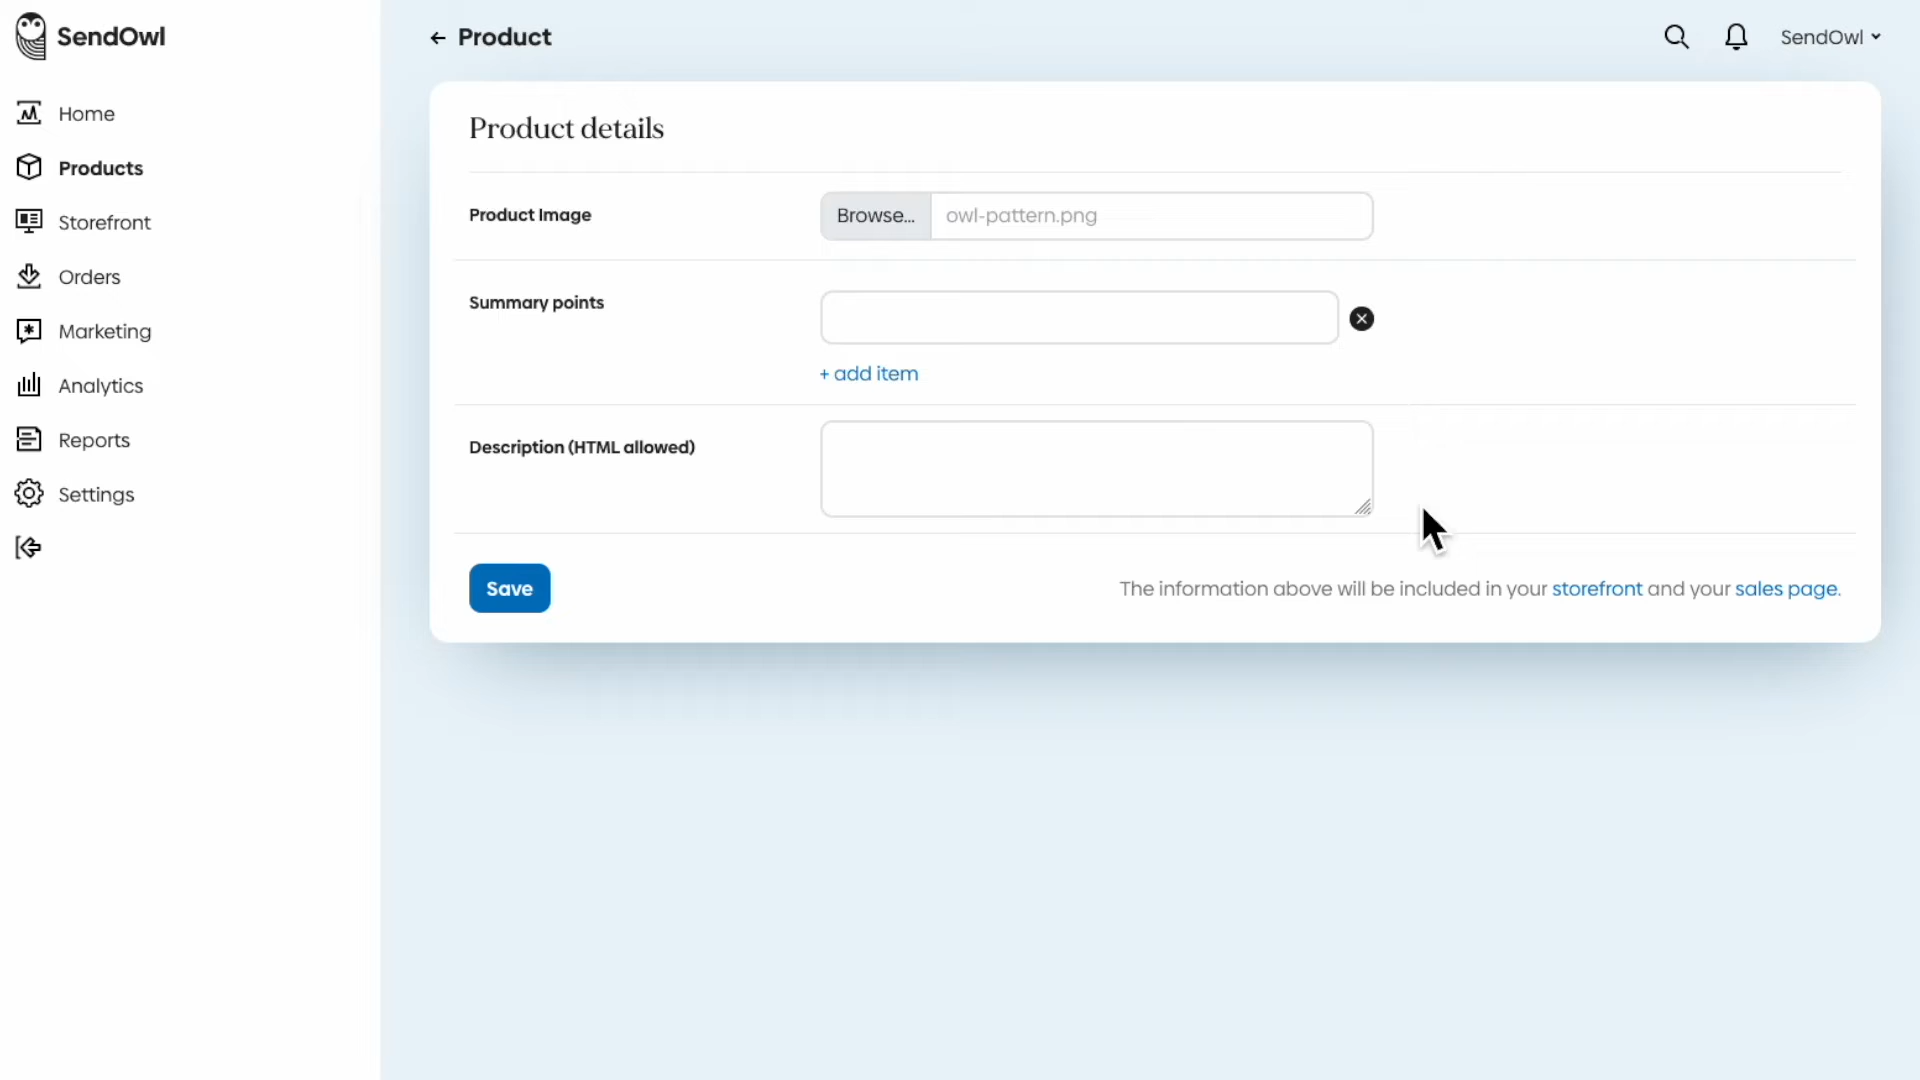 SendOwl
Home
Products
Storefront
Orders
Marketing
Analytics
Reports
Settings
← Product
SendOwl
Product details
Product Image
Browse...
owl-pattern.png
Summary points
+ add item
Description (HTML allowed)
Save
The information above will be included in your storefront and your sales page.